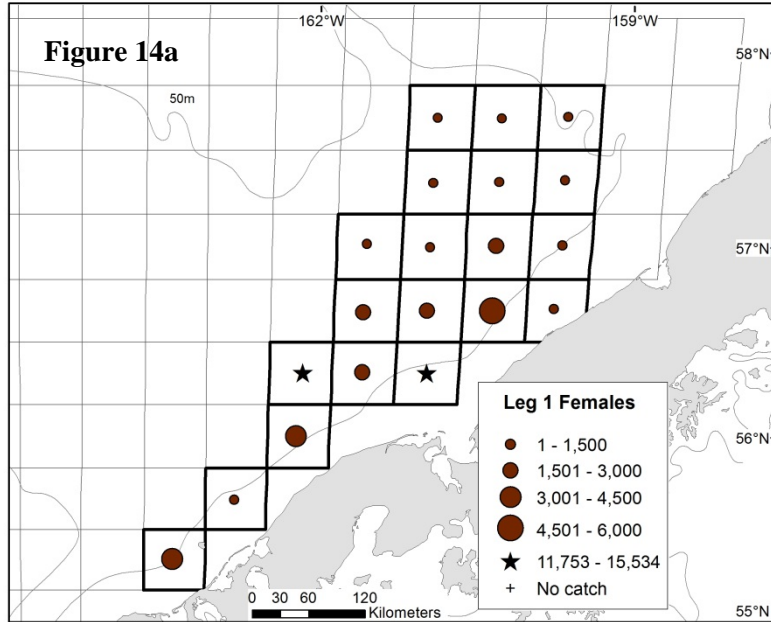 162°W 159°W
Figure 14a
58°N
50m
57°N
Leg 1 Females
1 - 1,500
1,501 - 3,000
56°N
3,001 - 4,500
4,501 - 6,000
11,753 - 15,534
No catch
0 30 60 120
Kilometers
55°N